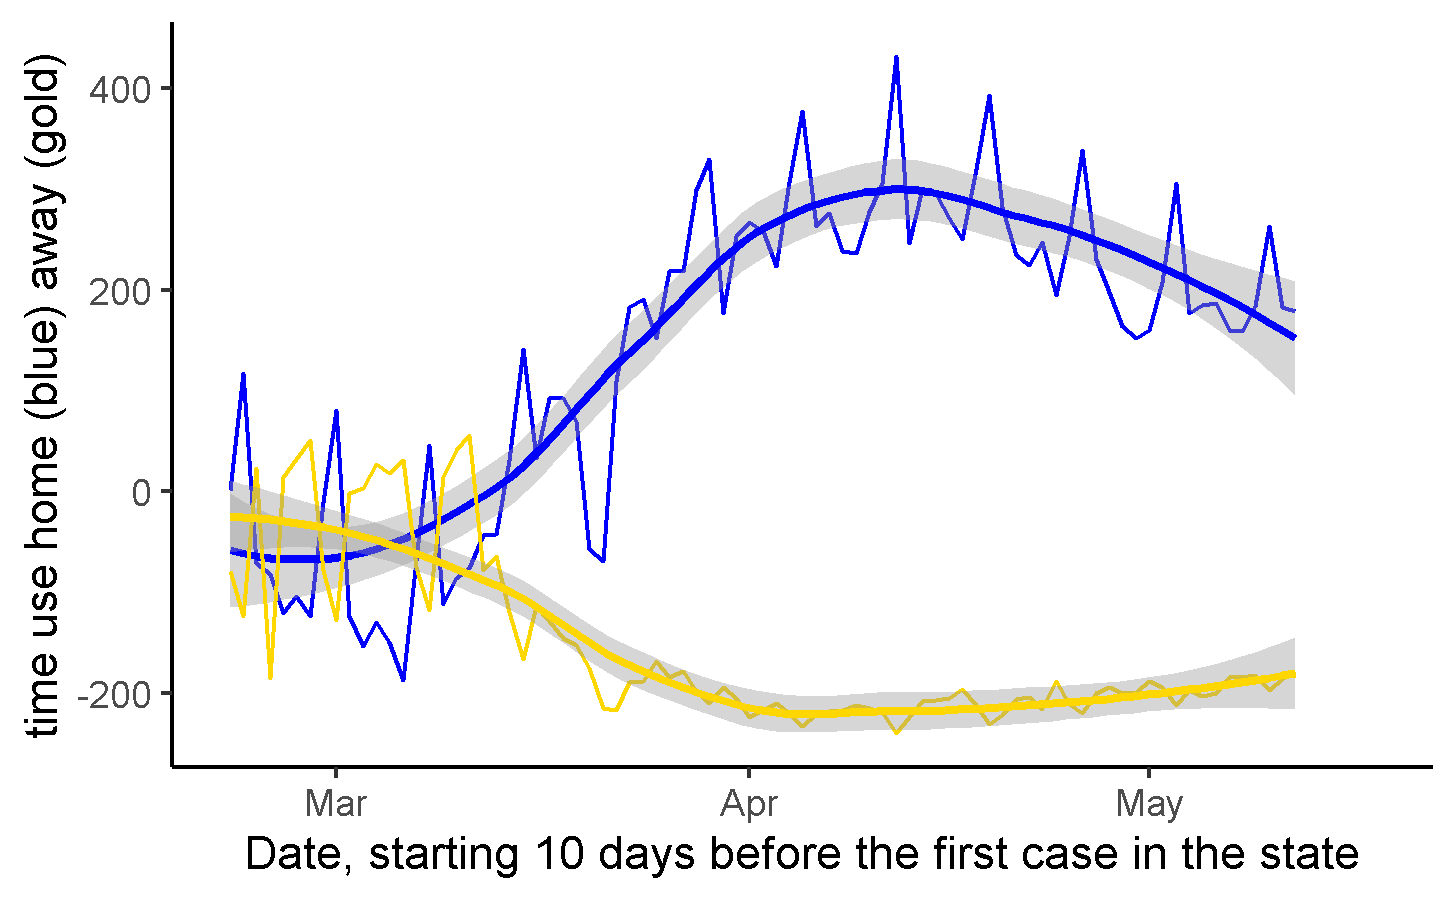 time use home (blue) away (gold)
400
200
0
-200
Mar
Apr
May
Date, starting 10 days before the first case in the state